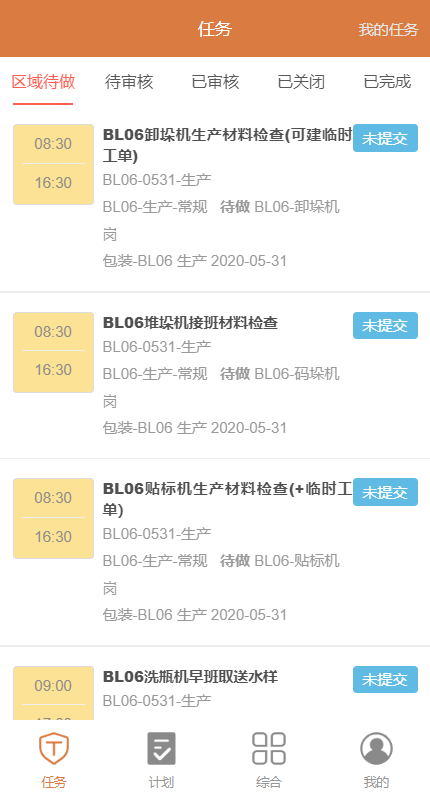 任务
我的任务
区域待做 待审核 已审核 已关闭 已完成
08:30
16:30
BL06卸垛机生产材料检查(可建临时
工单)
未提交
BL06-0531-生产
BL06-生产-常规 待做 BL06-卸垛机
岗
包装-BL06 生产 2020-05-31
08:30
16:30
BL06堆垛机接班材料检查
未提交
BL06-0531-生产
BL06-生产-常规 待做 BL06-码垛机
岗
包装-BL06 生产 2020-05-31
08:30
16:30
BL06贴标机生产材料检查(+临时工
单)
未提交
BL06-0531-生产
BL06-生产-常规 待做 BL06-贴标机
岗
包装-BL06 生产 2020-05-31
09:00
BL06洗瓶机早班取送水样
未提交
BL06-0531-生产
任务 计划 综合 我的